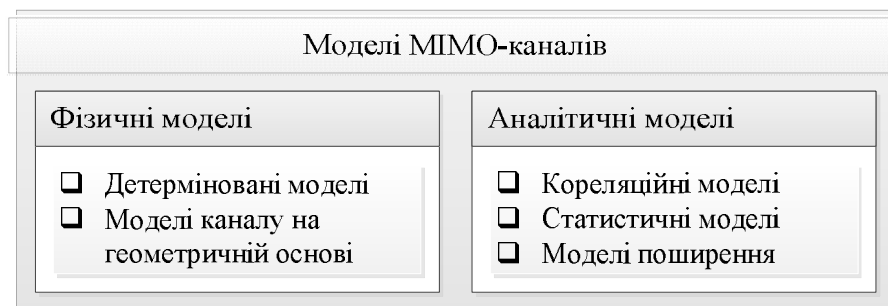 Моделі МІМО-каналів
Фізичні моделі
Детерміновані моделі
Моделі каналу на
геометричній основі
Аналітичні моделі
Кореляційні моделі
Статистичні моделі
Моделі поширення